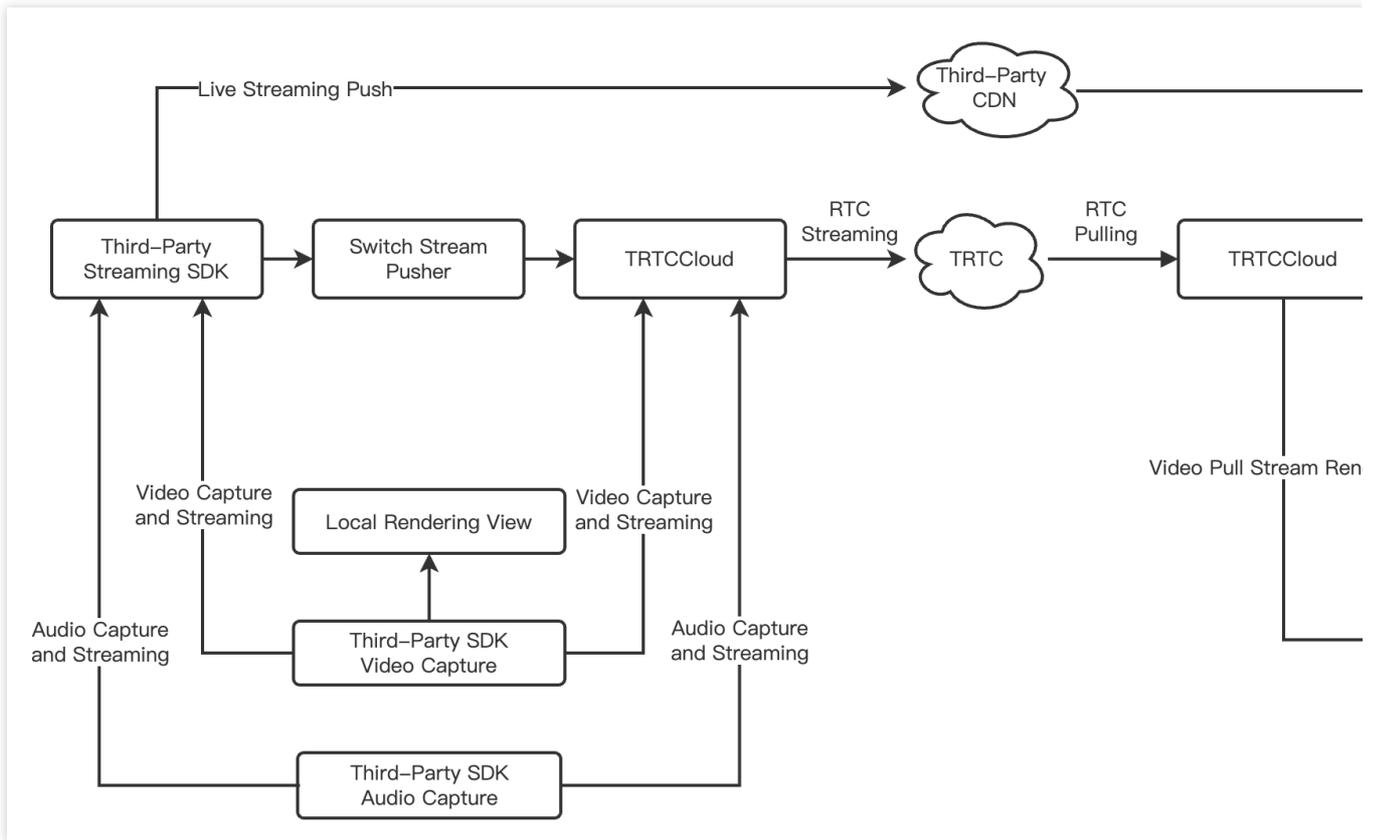 Third-Party
CDN
Live Streaming Push
RTC
Streaming
RTC
Pulling
Third-Party
Streaming SDK
Switch Stream
Pusher
TRTCCloud
TRTC
TRTCCloud
Video Pull Stream Ren
Video Capture
and Streaming
Local Rendering View
Video Capture
and Streaming
Audio Capture
and Streaming
Third-Party SDK
Video Capture
Audio Capture
and Streaming
Third-Party SDK
Audio Capture